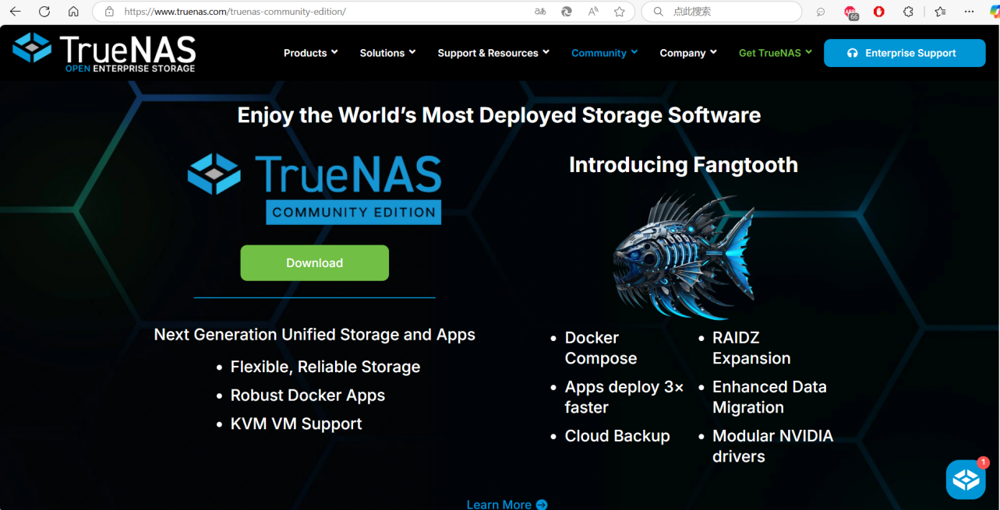 https://www.truenas.com/truenas-community-edition/
点此搜索
66
TrueNAS
OPEN ENTERPRISE STORAGE
Products
Solutions
Support & Resources
Community
Company
Get TrueNAS
Enterprise Support
Enjoy the World's Most Deployed Storage Software
TrueNAS
COMMUNITY EDITION
Download
Next Generation Unified Storage and Apps
• Flexible, Reliable Storage
• Robust Docker Apps
• KVM VM Support
Introducing Fangtooth
• Docker
Compose
• Apps deploy 3×
faster
• Cloud Backup
• RAIDZ
Expansion
• Enhanced Data
Migration
• Modular NVIDIA
drivers
Learn More
1